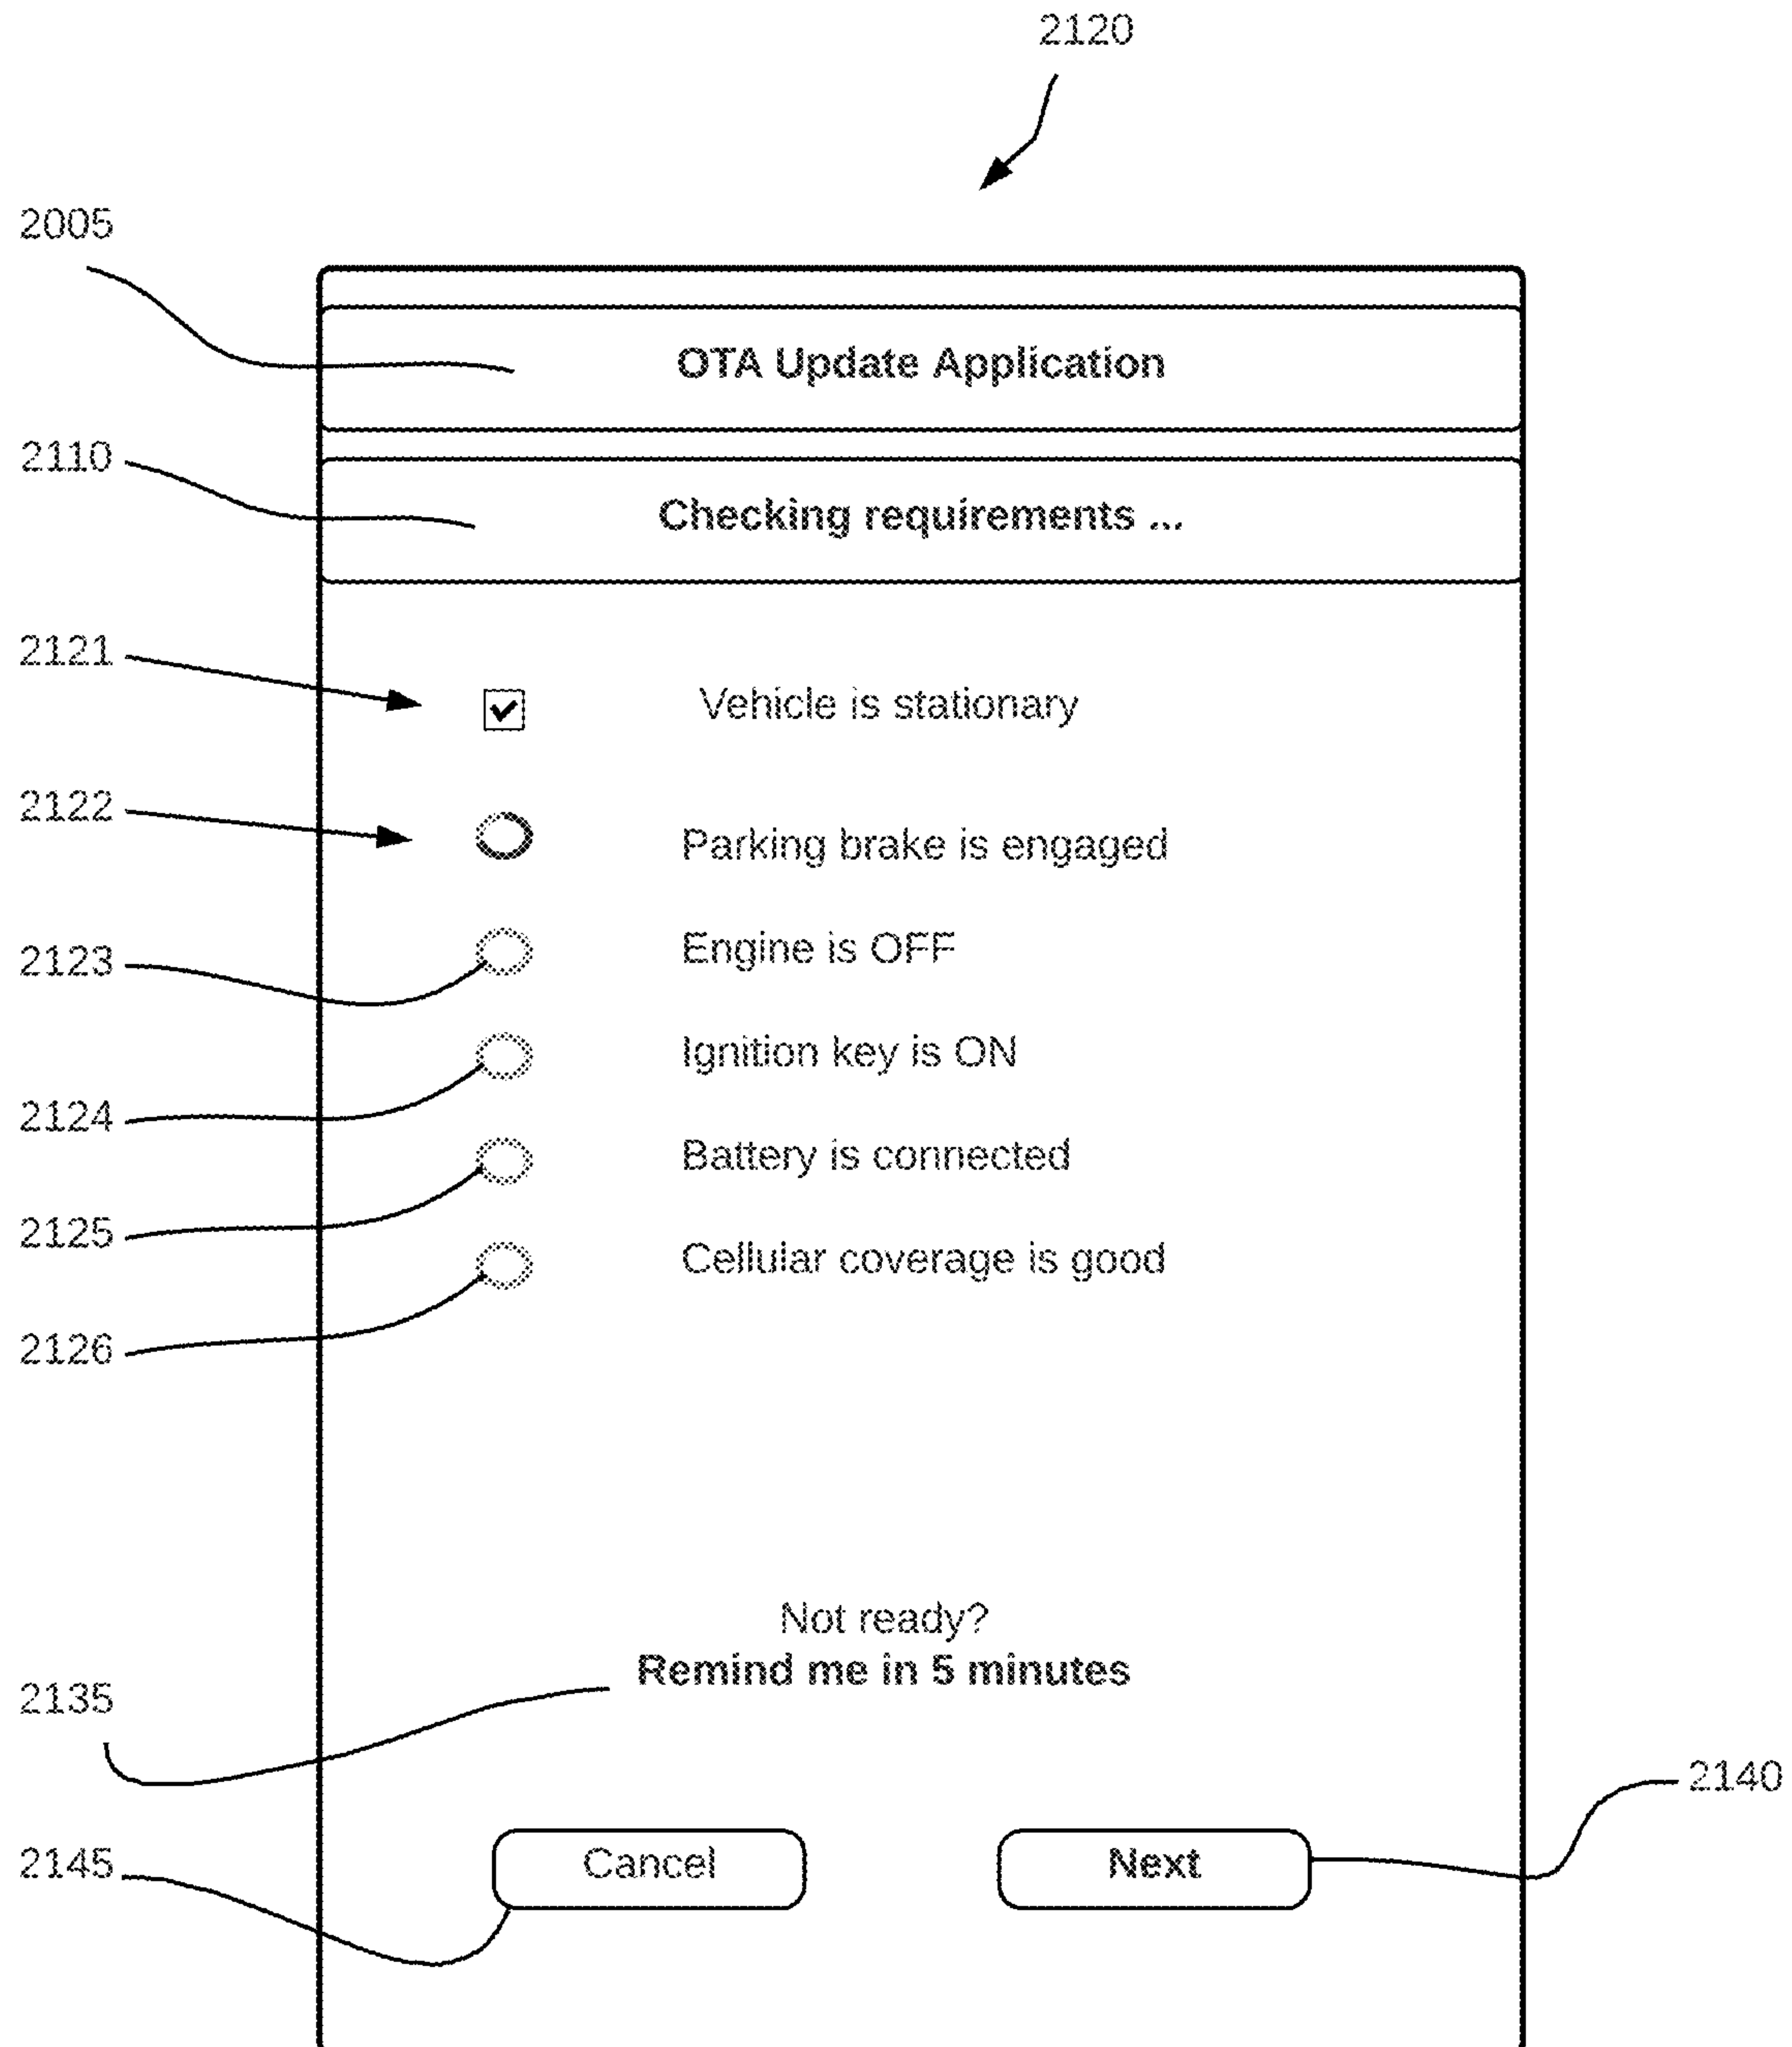 2120
2005
OTA Update Application
2110
Checking requirements ...
2121
Vehicle is stationary
2122
Parking brake is engaged
2123
Engine is OFF
Ignition key is ON
2124
Battery is connected
2125
Cellular coverage is good
2126
Not ready?
Remind me in 5 minutes
2135
2140
2145
Cancel
Next